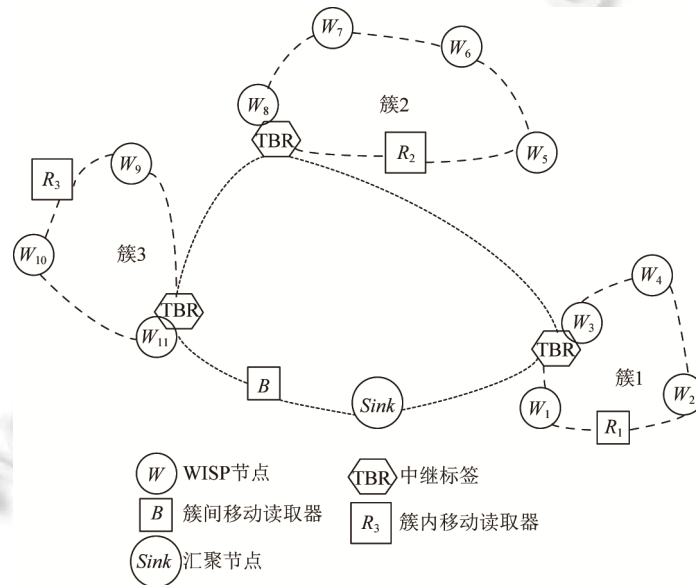 W₇
W₆
W₈
簇2
TBR
R₂
W₅
W₉
R₃
W₁₀
簇3
TBR
W₁₁
W₄
W₃
TBR
簇1
B
Sink
W₁
W₂
R₁
W WISP节点
TBR 中继标签
B 簇间移动读取器
R₃ 簇内移动读取器
Sink 汇聚节点